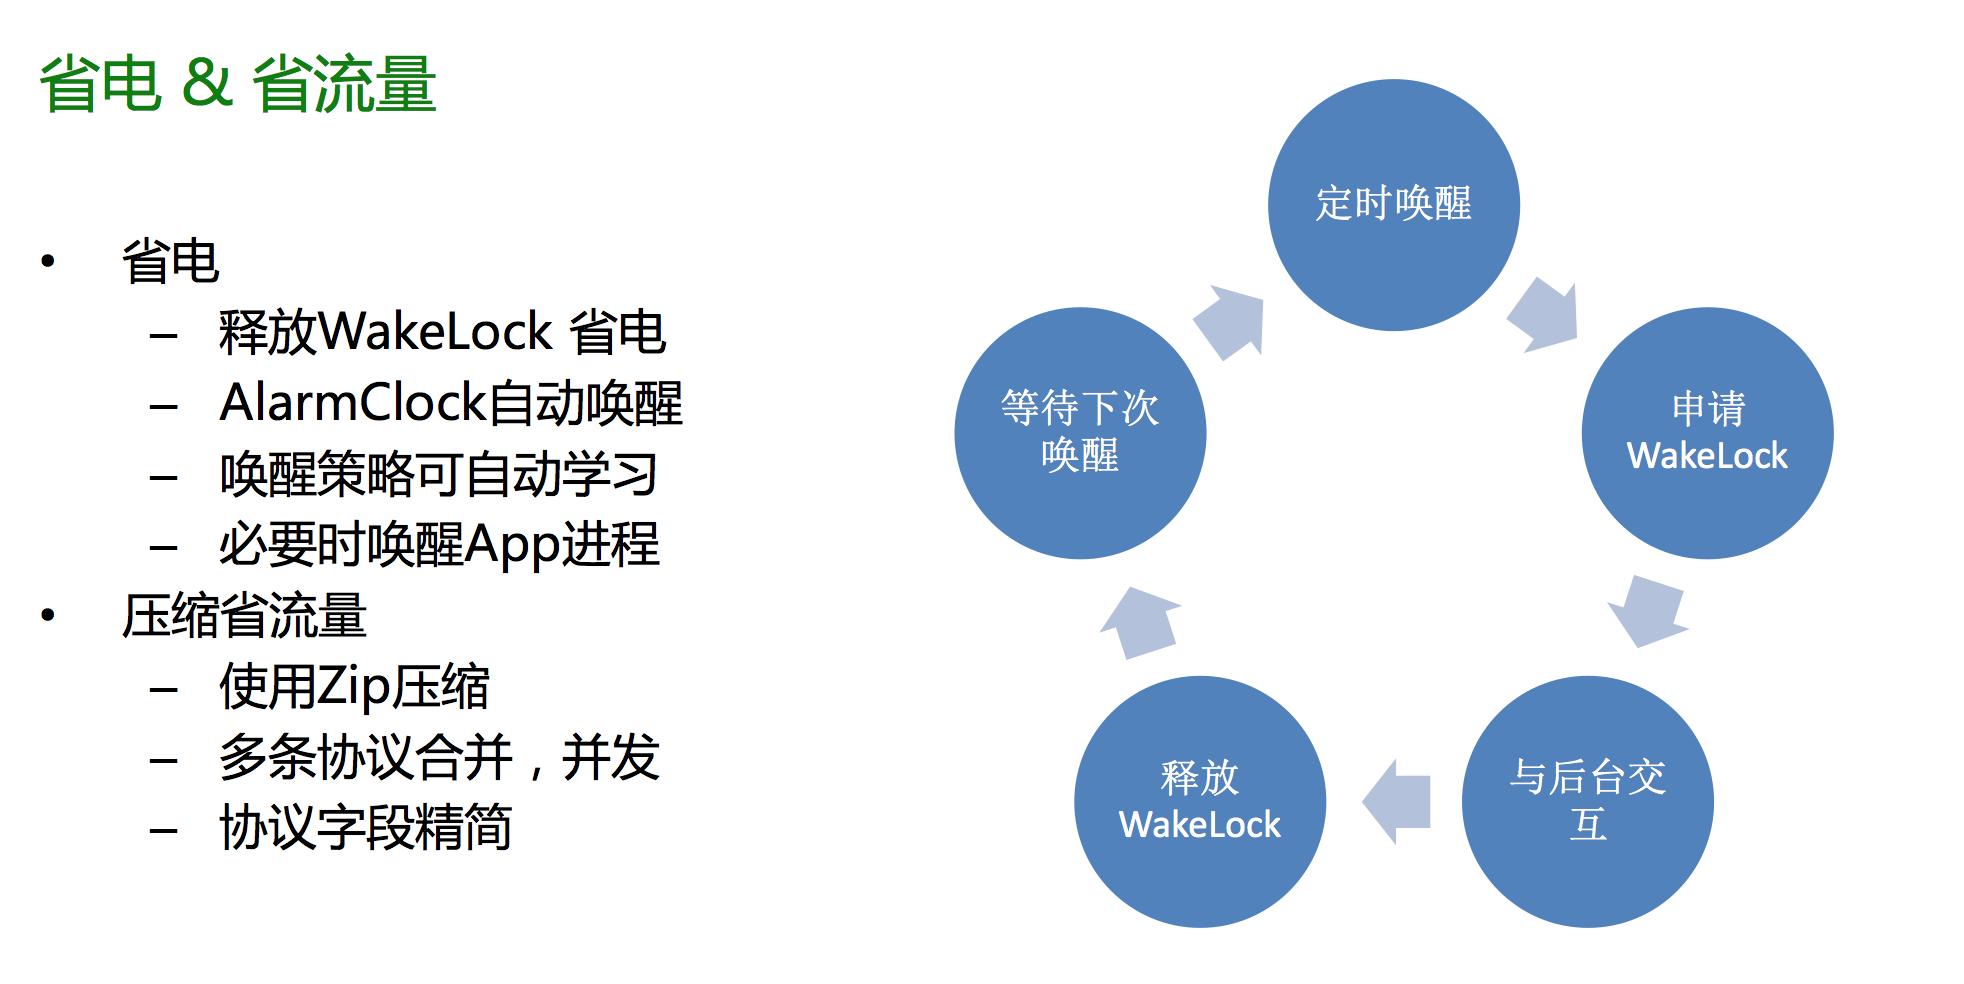 省电 & 省流量
• 省电
– 释放WakeLock 省电
– AlarmClock自动唤醒
– 唤醒策略可自动学习
– 必要时唤醒App进程
• 压缩省流量
– 使用Zip压缩
– 多条协议合并，并发
– 协议字段精简
定时唤醒
申请
WakeLock
与后台交
互
释放
WakeLock
等待下次
唤醒